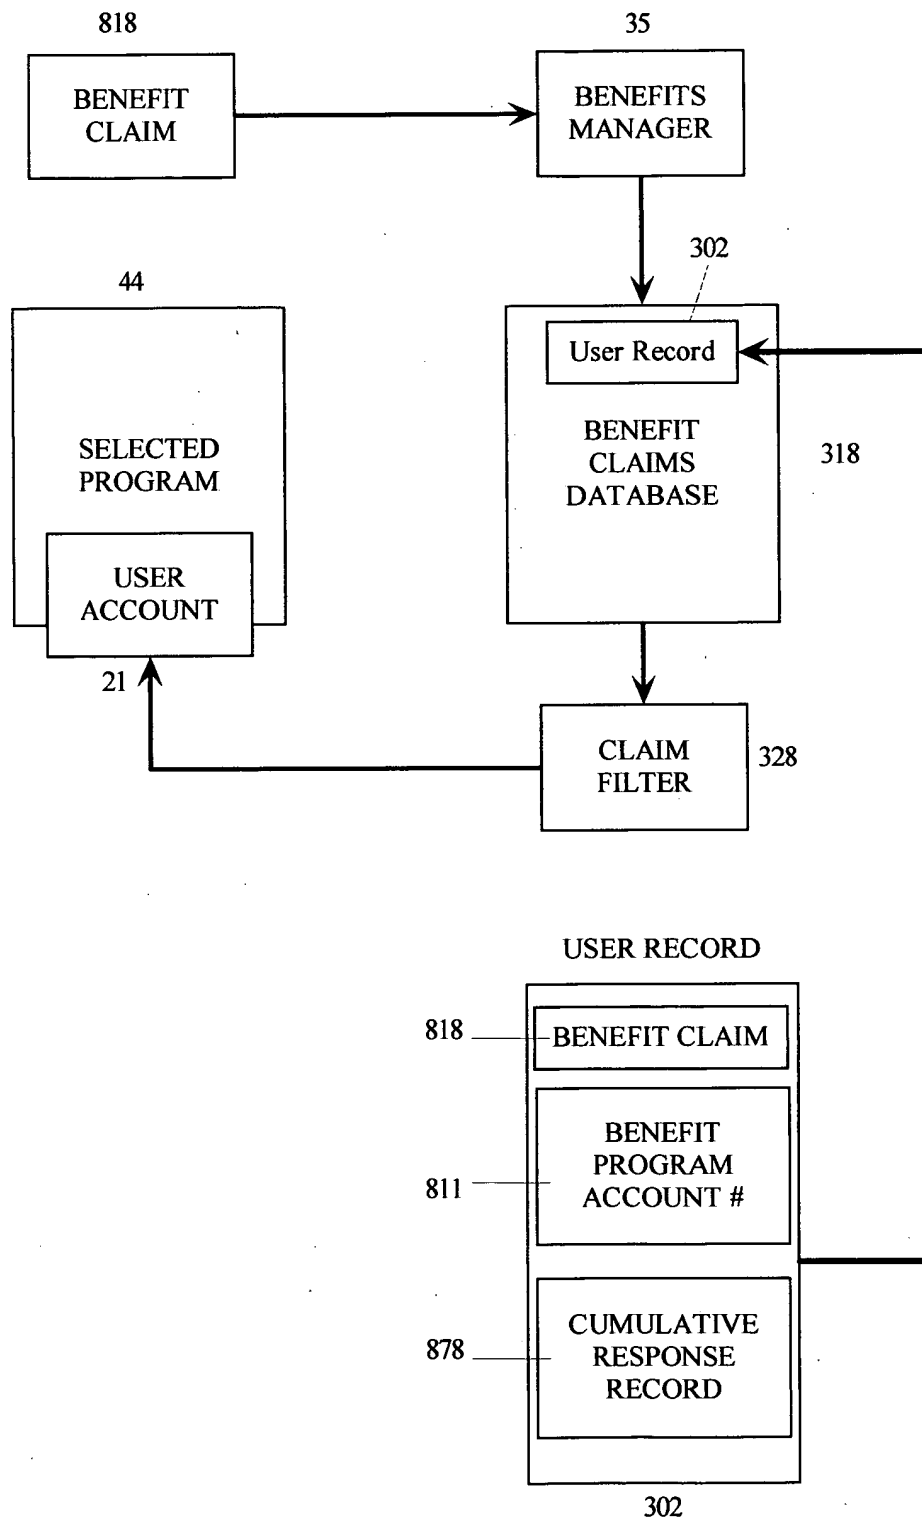 818
35
BENEFIT
CLAIM
BENEFITS
MANAGER
302
44
User Record
SELECTED
PROGRAM
BENEFIT
CLAIMS
DATABASE
318
USER
ACCOUNT
21
CLAIM
FILTER
328
USER RECORD
818
BENEFIT CLAIM
BENEFIT
PROGRAM
ACCOUNT #
811
CUMULATIVE
RESPONSE
RECORD
878
302